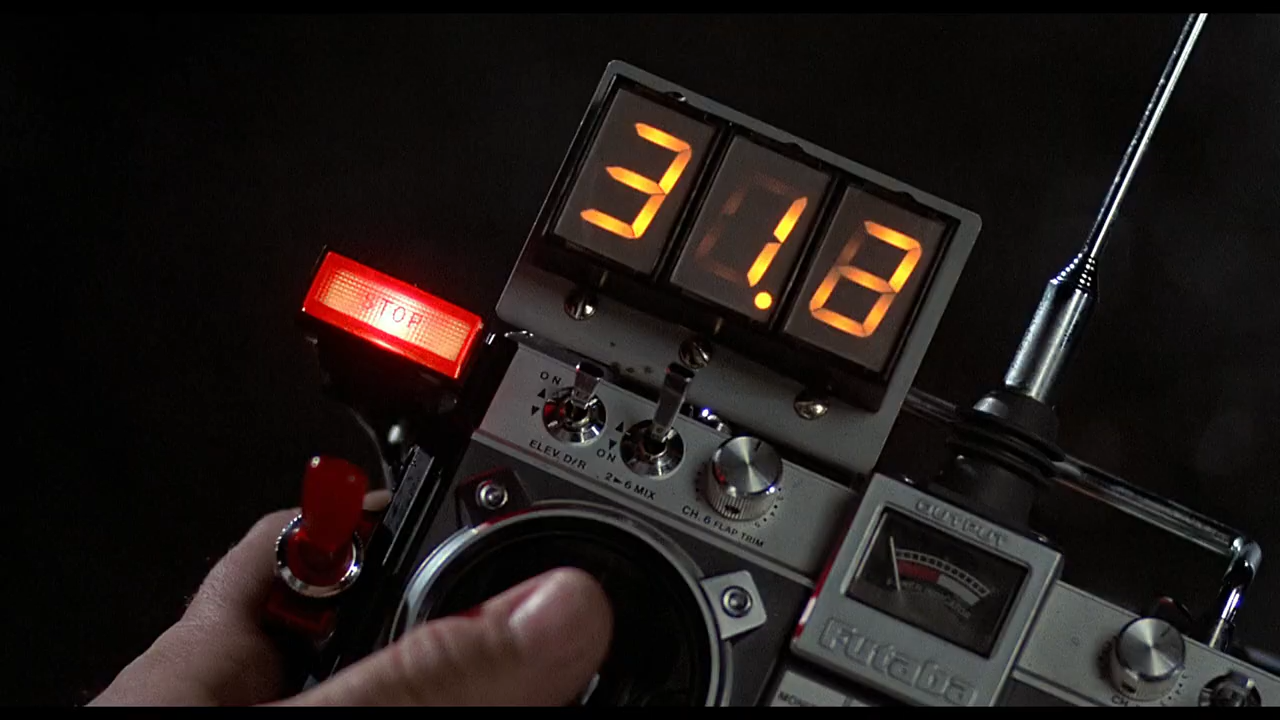 31.8
STOP
ON
ELEV. D/R
ON
2►6 MIX
CH. 6 FLAP TRIM
OUTPUT
Futaba